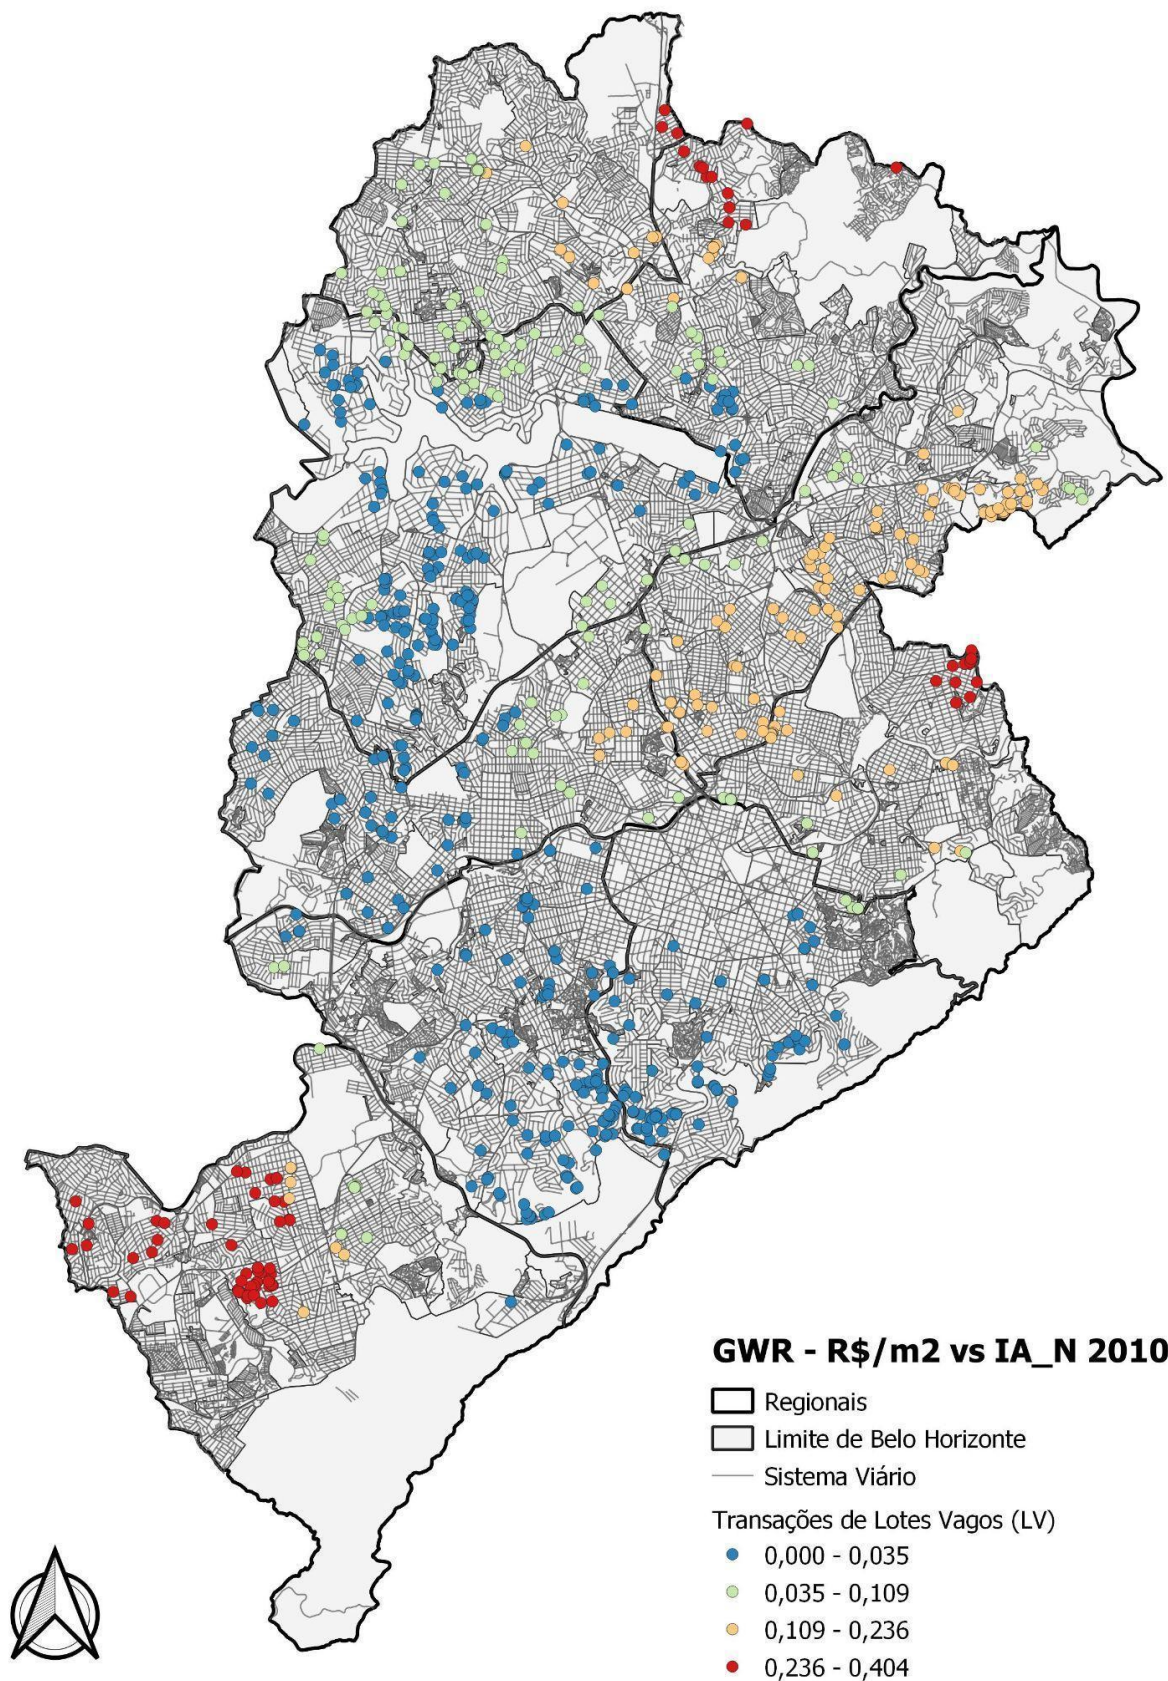 GWR - R$/m2 vs IA_N 2010
Regionais
Limite de Belo Horizonte
Sistema Viário
Transações de Lotes Vagos (LV)
0,000 - 0,035
0,035 - 0,109
0,109 - 0,236
0,236 - 0,404